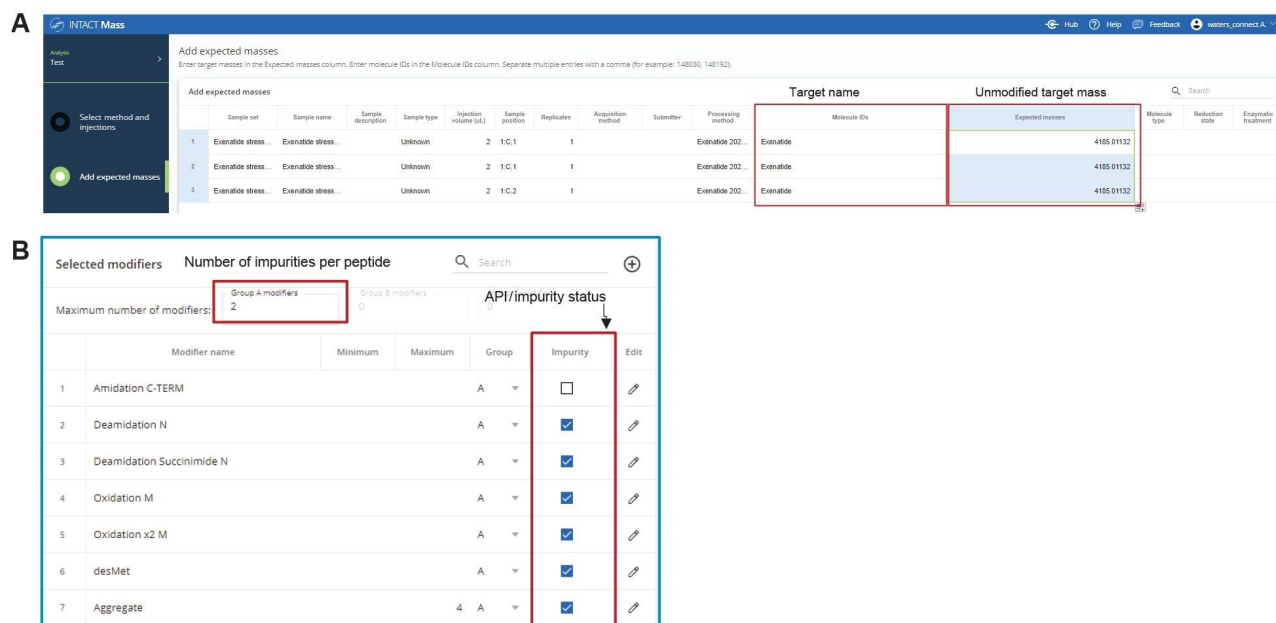 A
INTACT Mass
Hub Help Feedback waters_connect A.
Analysis
Test
Add expected masses
Enter target masses in the Expected masses column. Enter molecule IDs in the Molecule IDs column. Separate multiple entries with a comma (for example: 148030, 148192).
Select method and injections
Add expected masses
Add expected masses Target name Unmodified target mass Search
Sample set Sample name Sample description Sample type Injection volume (uL) Sample position Replicates Acquisition method Submitter Processing method Molecule IDs Expected masses Molecule type Reduction state Enzymatic treatment
1 Exenatide stress... Exenatide stress... Unknown 2 1:C,1 1 Exenatide 202... Exenatide 4185.01132
2 Exenatide stress... Exenatide stress... Unknown 2 1:C,1 1 Exenatide 202... Exenatide 4185.01132
3 Exenatide stress... Exenatide stress... Unknown 2 1:C,2 1 Exenatide 202... Exenatide 4185.01132
B
Selected modifiers Number of impurities per peptide Search
Maximum number of modifiers: Group A modifiers 2 Group B modifiers 0 API/impurity status 0
Modifier name Minimum Maximum Group Impurity Edit
1 Amidation C-TERM A
2 Deamidation N A
3 Deamidation Succinimide N A
4 Oxidation M A
5 Oxidation x2 M A
6 desMet A
7 Aggregate 4 A